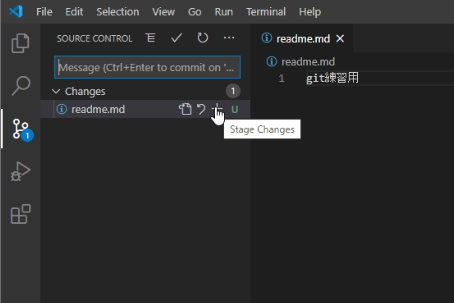 File Edit Selection View Go Run Terminal Help
SOURCE CONTROL
Message (Ctrl+Enter to commit on '...
Changes 1
readme.md U
Stage Changes
1
readme.md
readme.md
1 git練習用